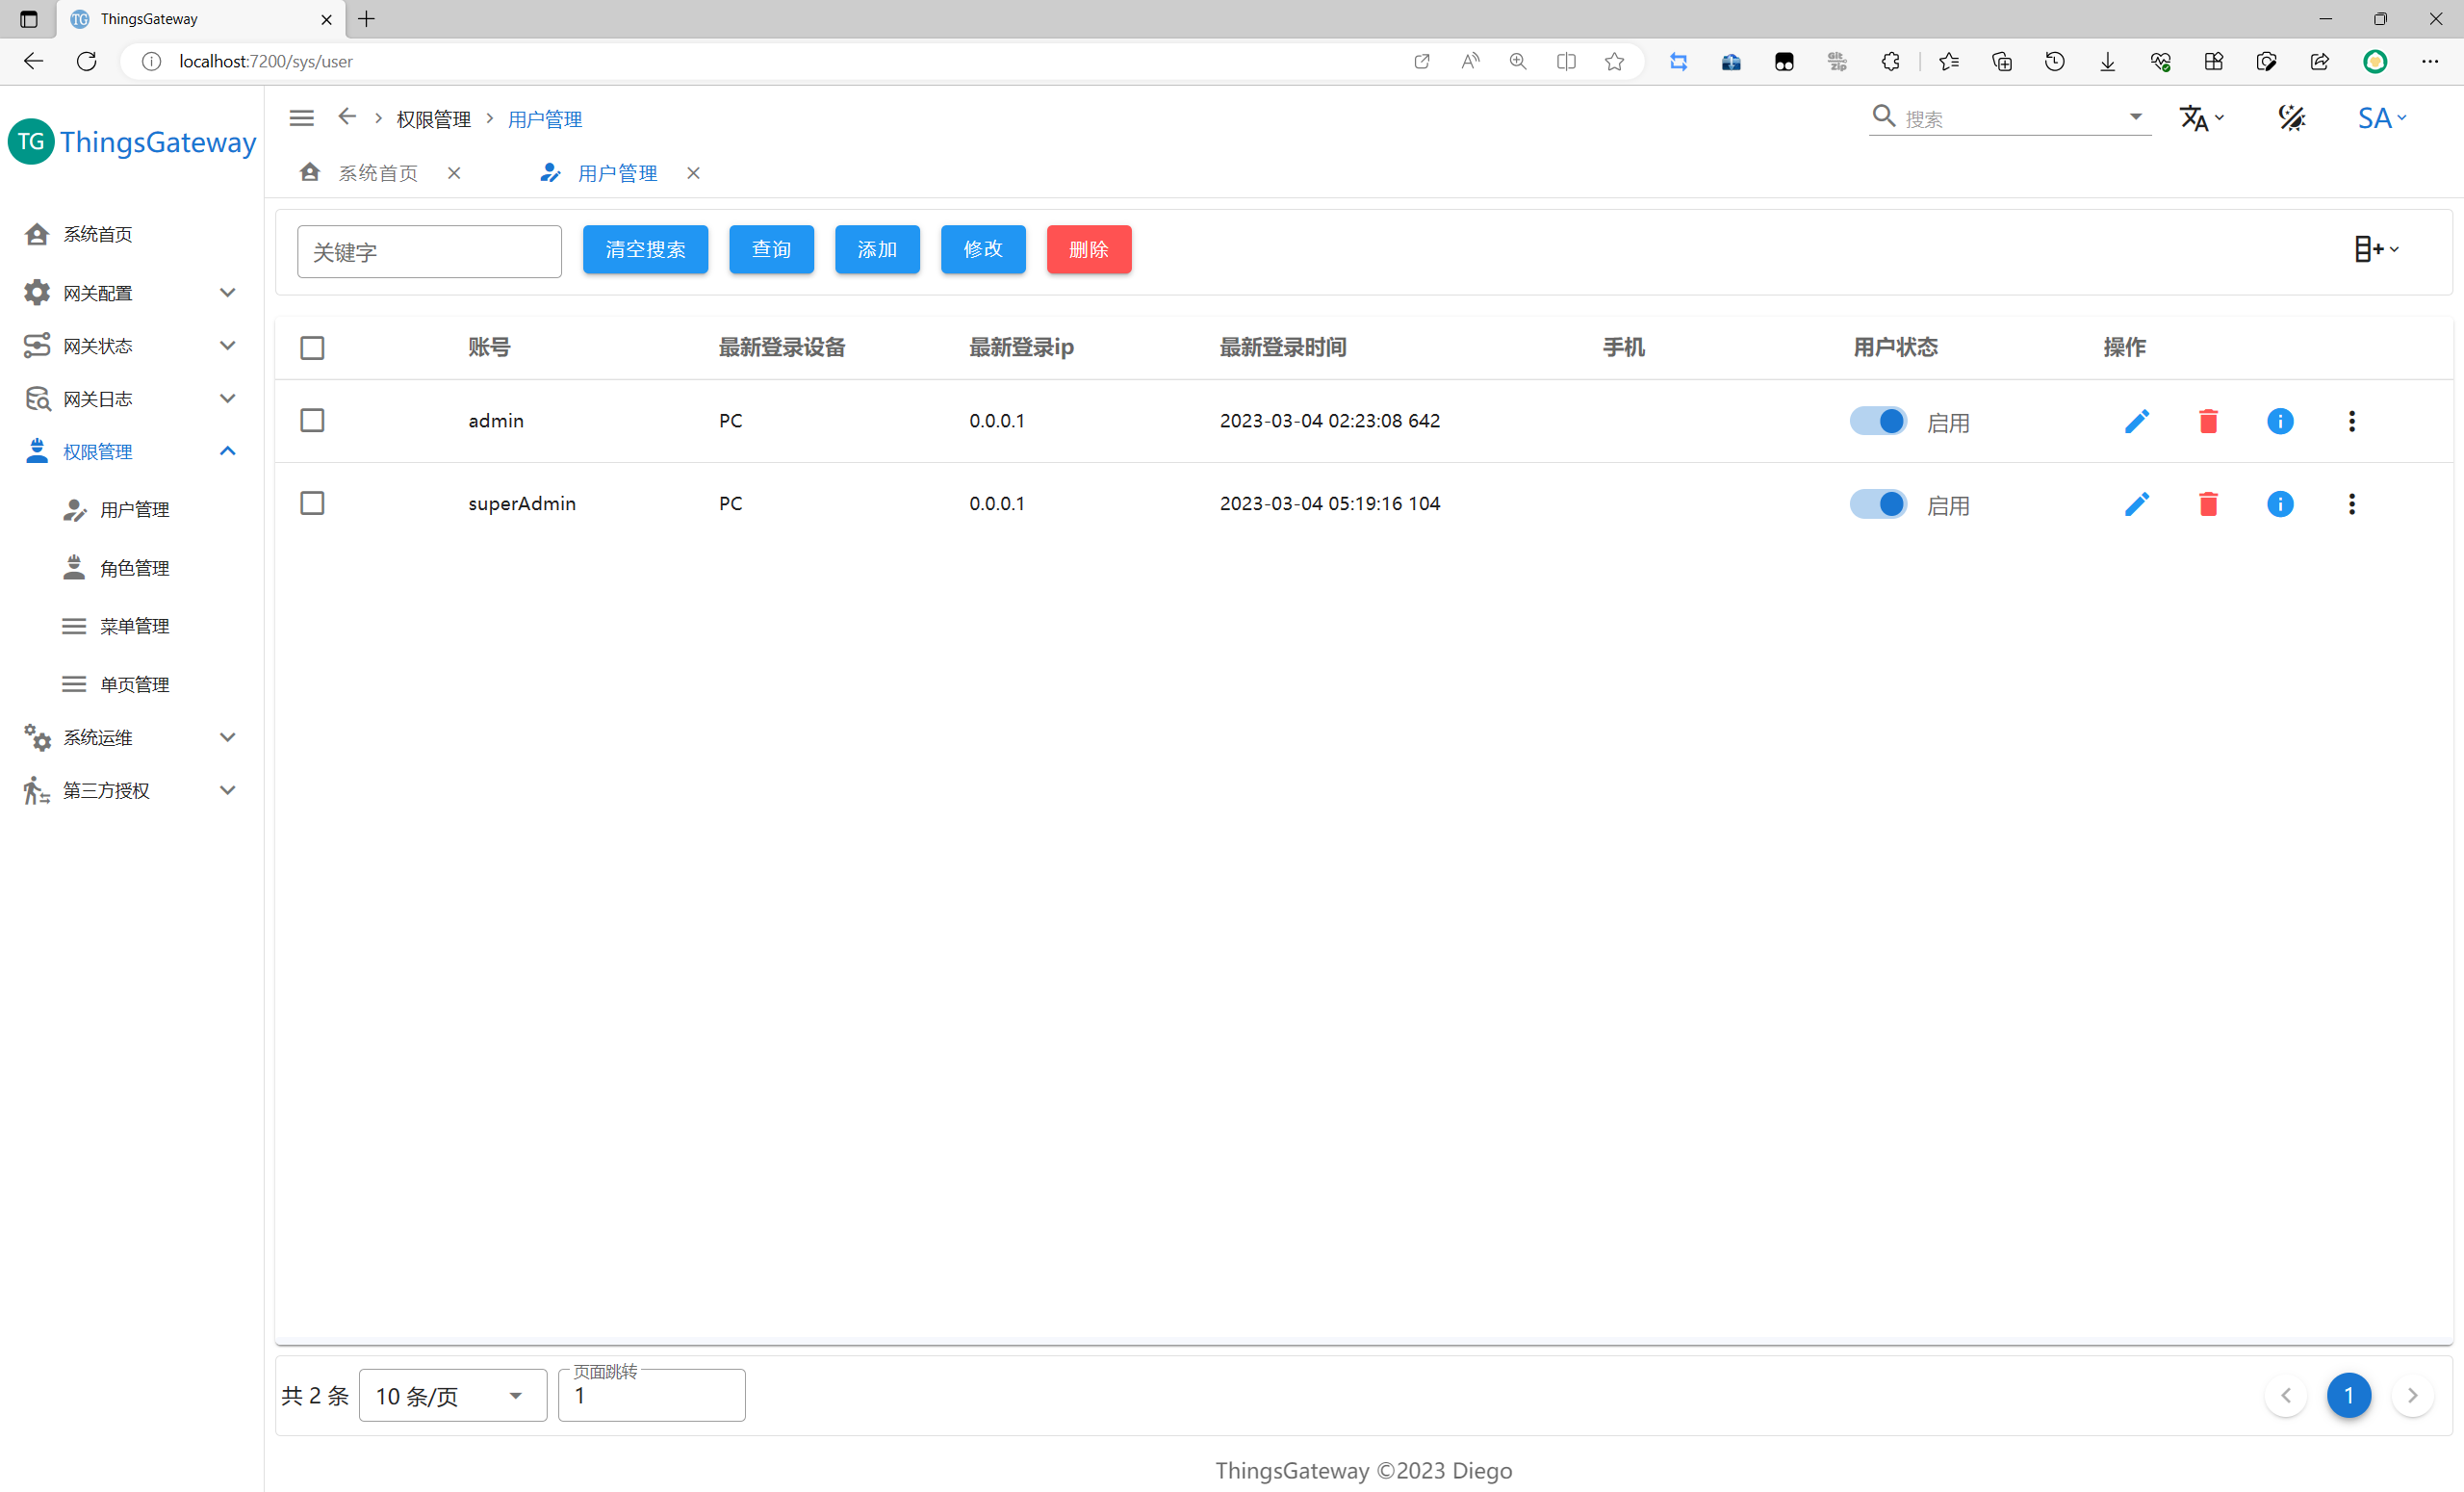 ThingsGateway
localhost:7200/sys/user
TG ThingsGateway
权限管理 用户管理
搜索
SA
系统首页 用户管理
系统首页
网关配置
网关状态
网关日志
权限管理
用户管理
角色管理
菜单管理
单页管理
系统运维
第三方授权
关键字 清空搜索 查询 添加 修改 删除
账号 最新登录设备 最新登录ip 最新登录时间 手机 用户状态 操作
admin PC 0.0.0.1 2023-03-04 02:23:08 642 启用
superAdmin PC 0.0.0.1 2023-03-04 05:19:16 104 启用
共 2 条 10 条/页 页面跳转 1
1
ThingsGateway ©2023 Diego